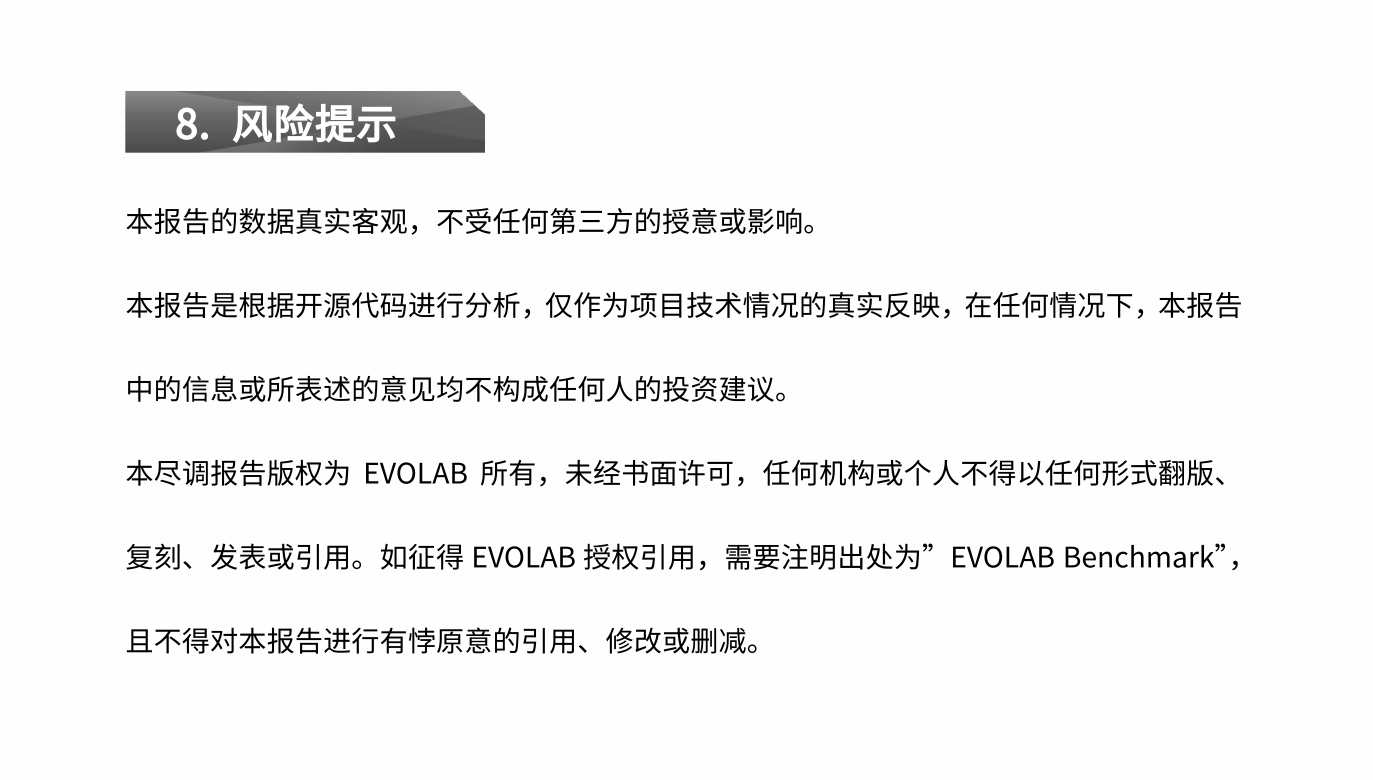 8. 风险提示
本报告的数据真实客观，不受任何第三方的授意或影响。
本报告是根据开源代码进行分析，仅作为项目技术情况的真实反映，在任何情况下，本报告
中的信息或所表述的意见均不构成任何人的投资建议。
本尽调报告版权为 EVOLAB 所有，未经书面许可，任何机构或个人不得以任何形式翻版、
复刻、发表或引用。如征得 EVOLAB 授权引用，需要注明出处为”EVOLAB Benchmark”，
且不得对本报告进行有悖原意的引用、修改或删减。